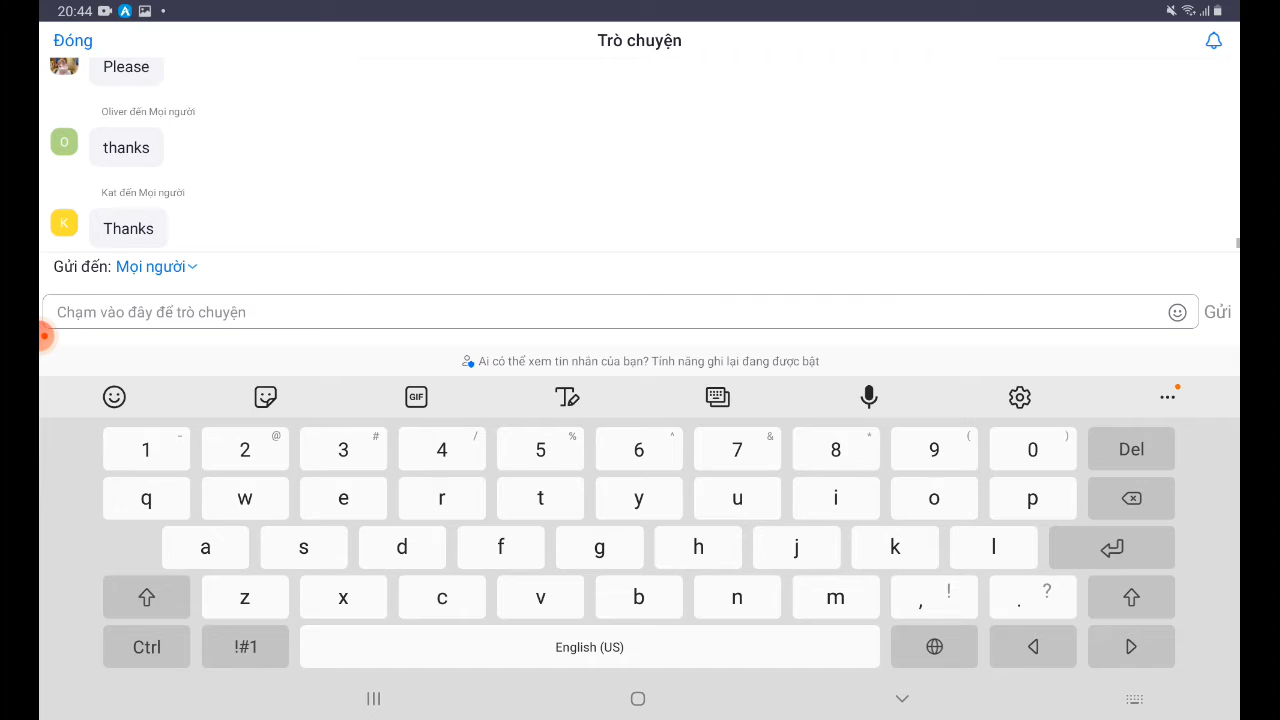 20:44
Đóng
Trò chuyện
Please
Oliver đến Mọi người
O
thanks
Kat đến Mọi người
K
Thanks
Gửi đến: Mọi người
Chạm vào đây để trò chuyện
Gửi
Ai có thể xem tin nhắn của bạn? Tính năng ghi lại đang được bật
GIF
1 - 2 @ 3 # 4 / 5 % 6 ^ 7 & 8 * 9 ( 0 ) Del
q w e r t y u i o p
a s d f g h j k l
z x c v b n m , ! . ?
Ctrl !#1 English (US)